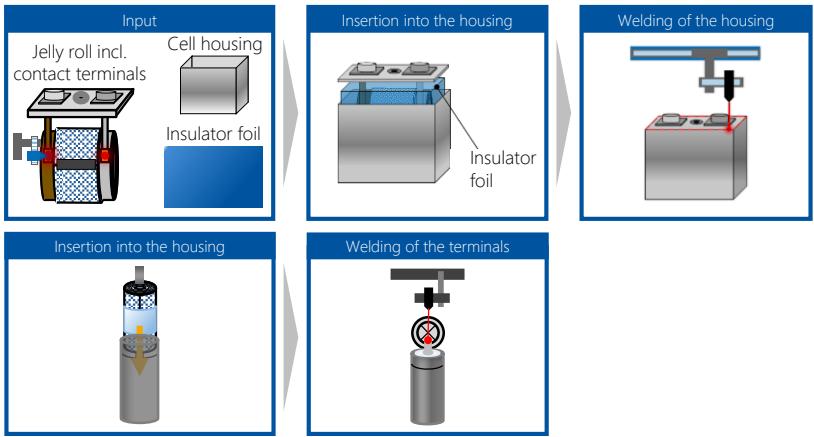 Input
Jelly roll incl.
contact terminals
Cell housing
Insulator foil
Insertion into the housing
Insulator
foil
Welding of the housing
Insertion into the housing
Welding of the terminals